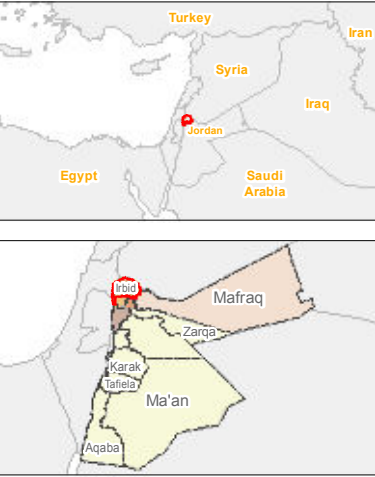 Turkey
Iran
Syria
Iraq
Jordan
Egypt
Saudi
Arabia
Irbid
Mafraq
Zarqa
Karak
Tafiela
Ma'an
Aqaba